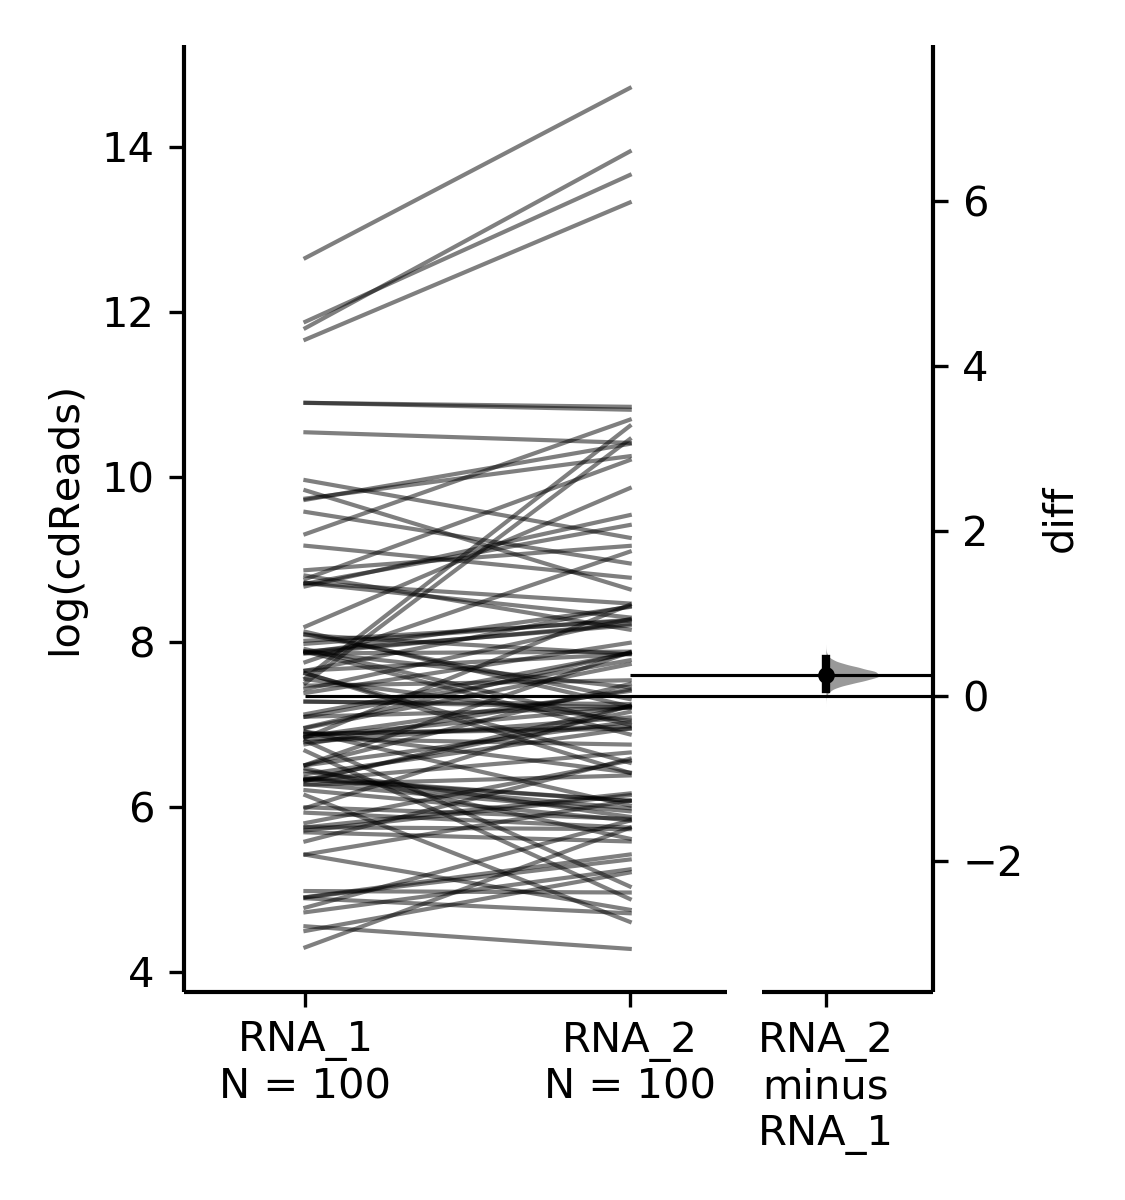 14
12
10
8
6
4
log(cdReads)
6
4
2
0
−2
diff
RNA_1
N = 100
RNA_2
N = 100
RNA_2
minus
RNA_1